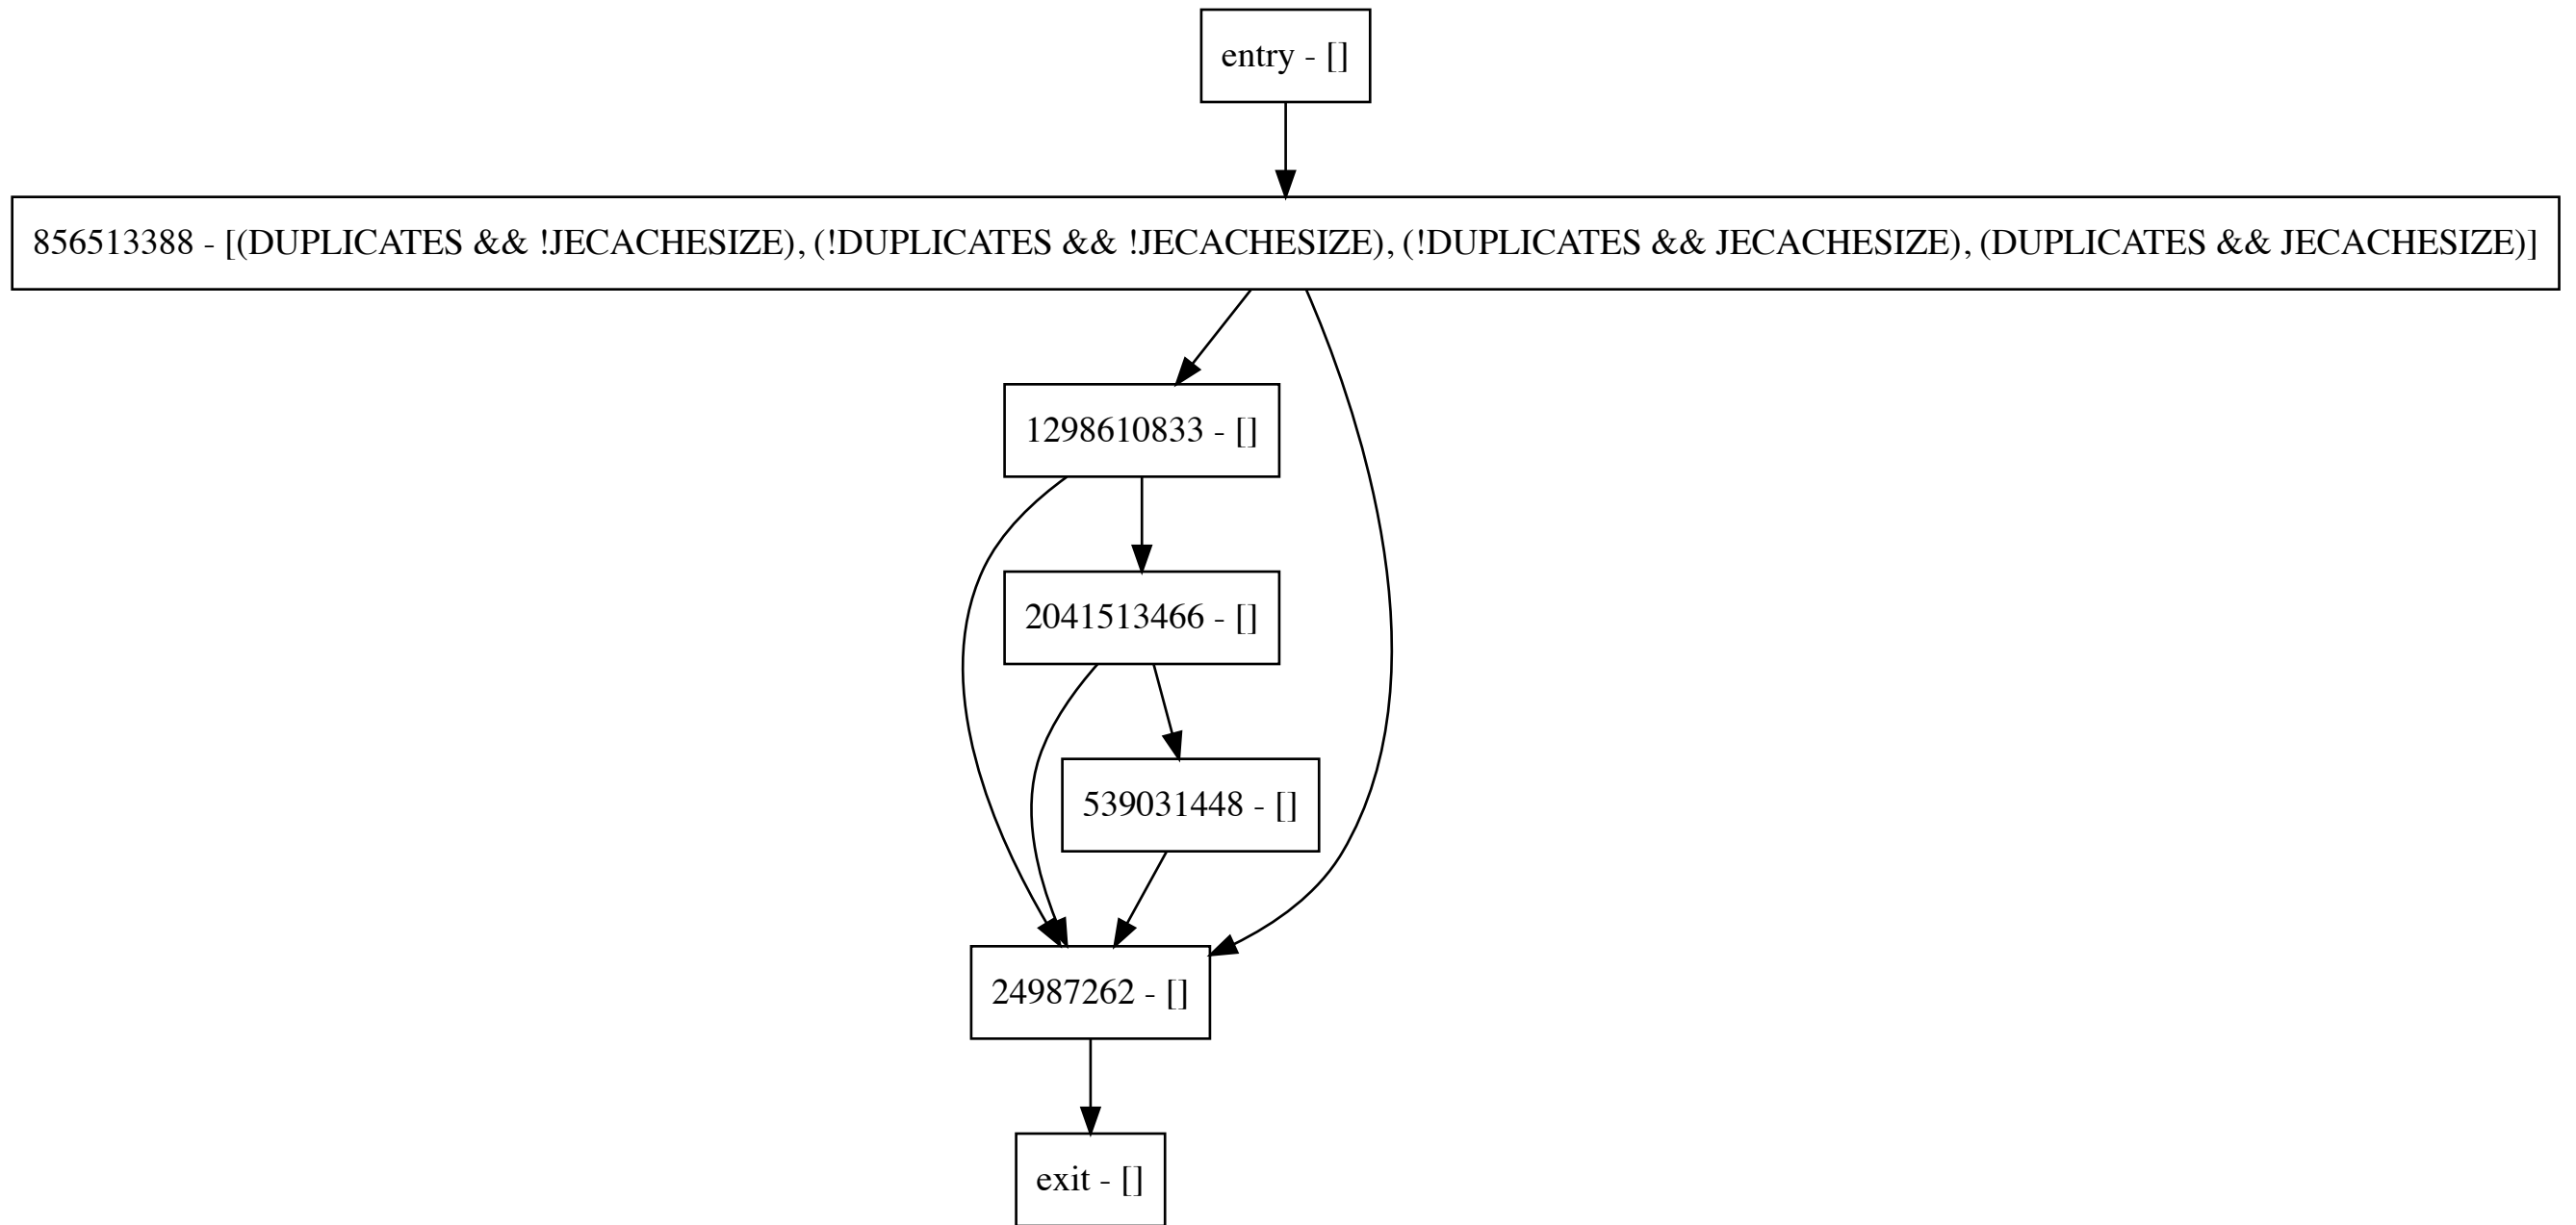 entry - []
856513388 - [(DUPLICATES && !JECACHESIZE), (!DUPLICATES && !JECACHESIZE), (!DUPLICATES && JECACHESIZE), (DUPLICATES && JECACHESIZE)]
1298610833 - []
2041513466 - []
539031448 - []
24987262 - []
exit - []